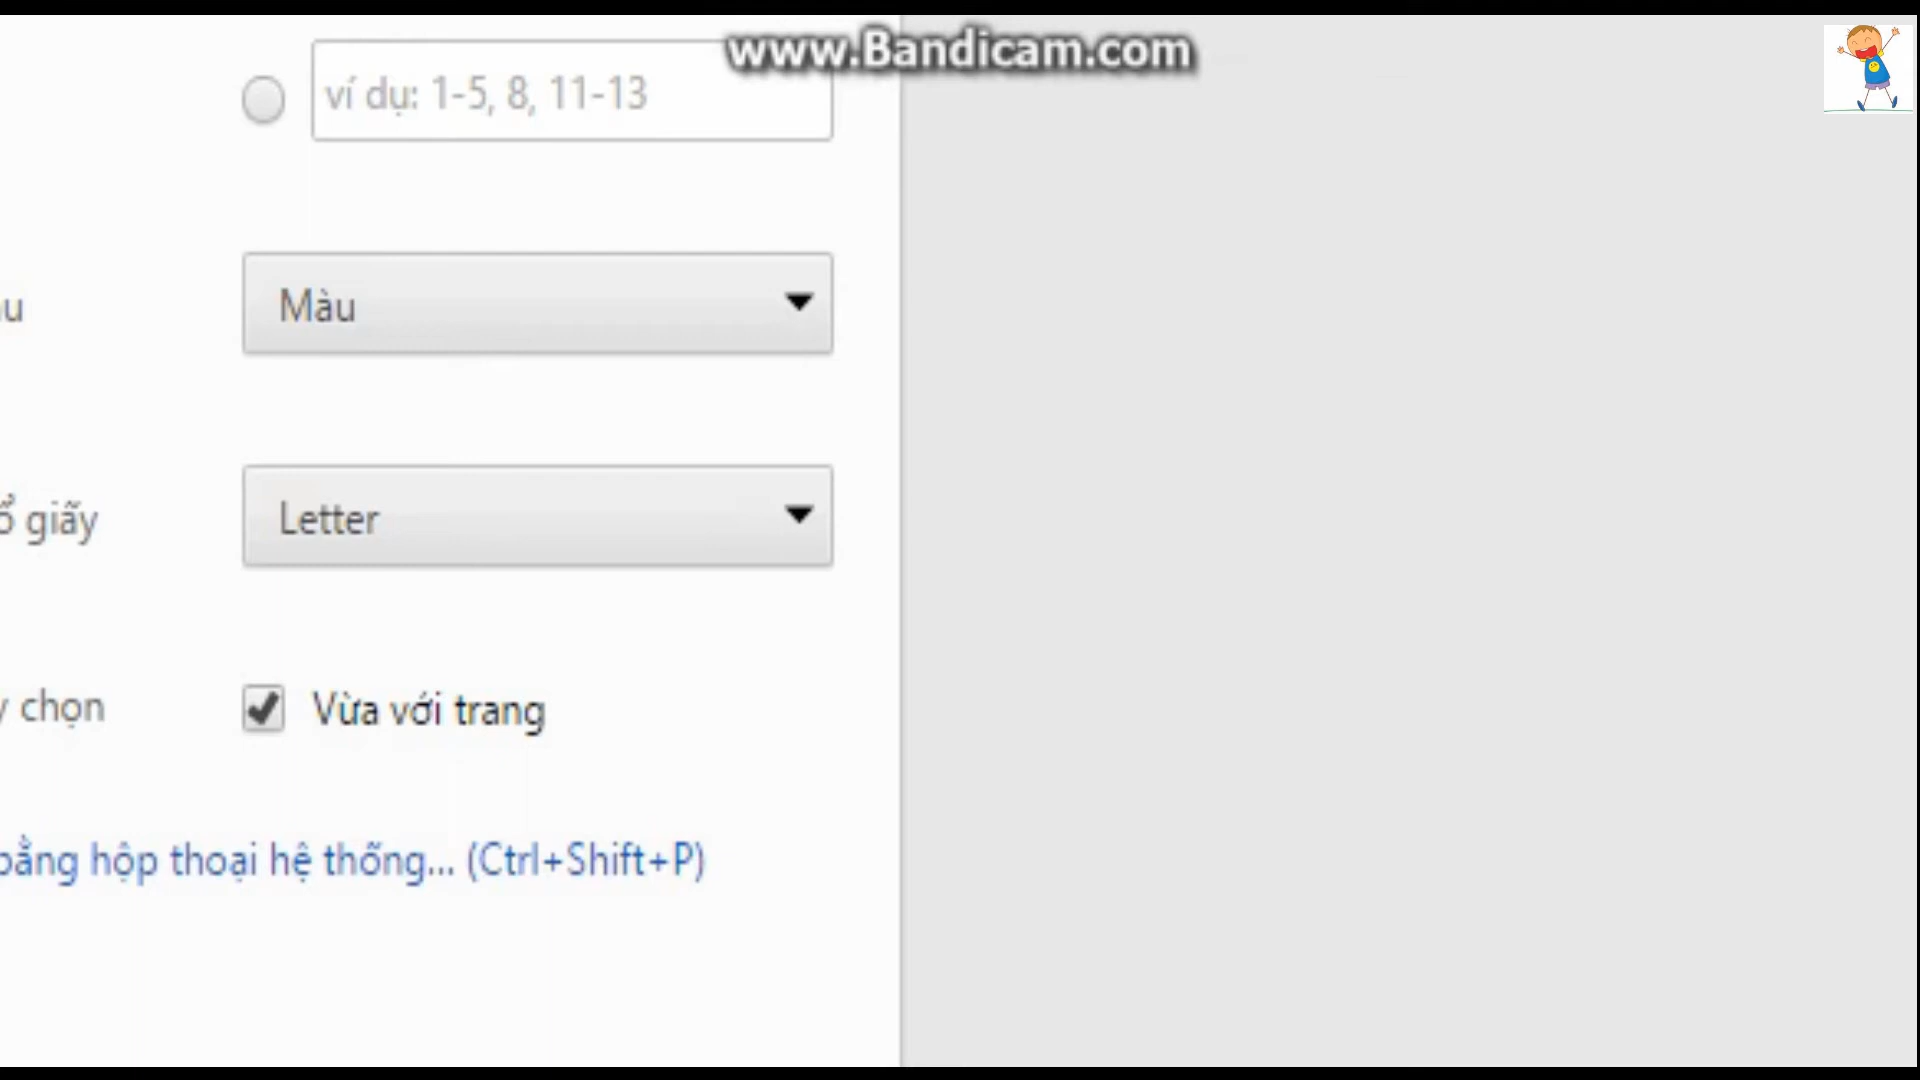 www.Bandicam.com
ví dụ: 1-5, 8, 11-13
Màu
giấy
Letter
chọn
Vừa với trang
bằng hộp thoại hệ thống... (Ctrl+Shift+P)